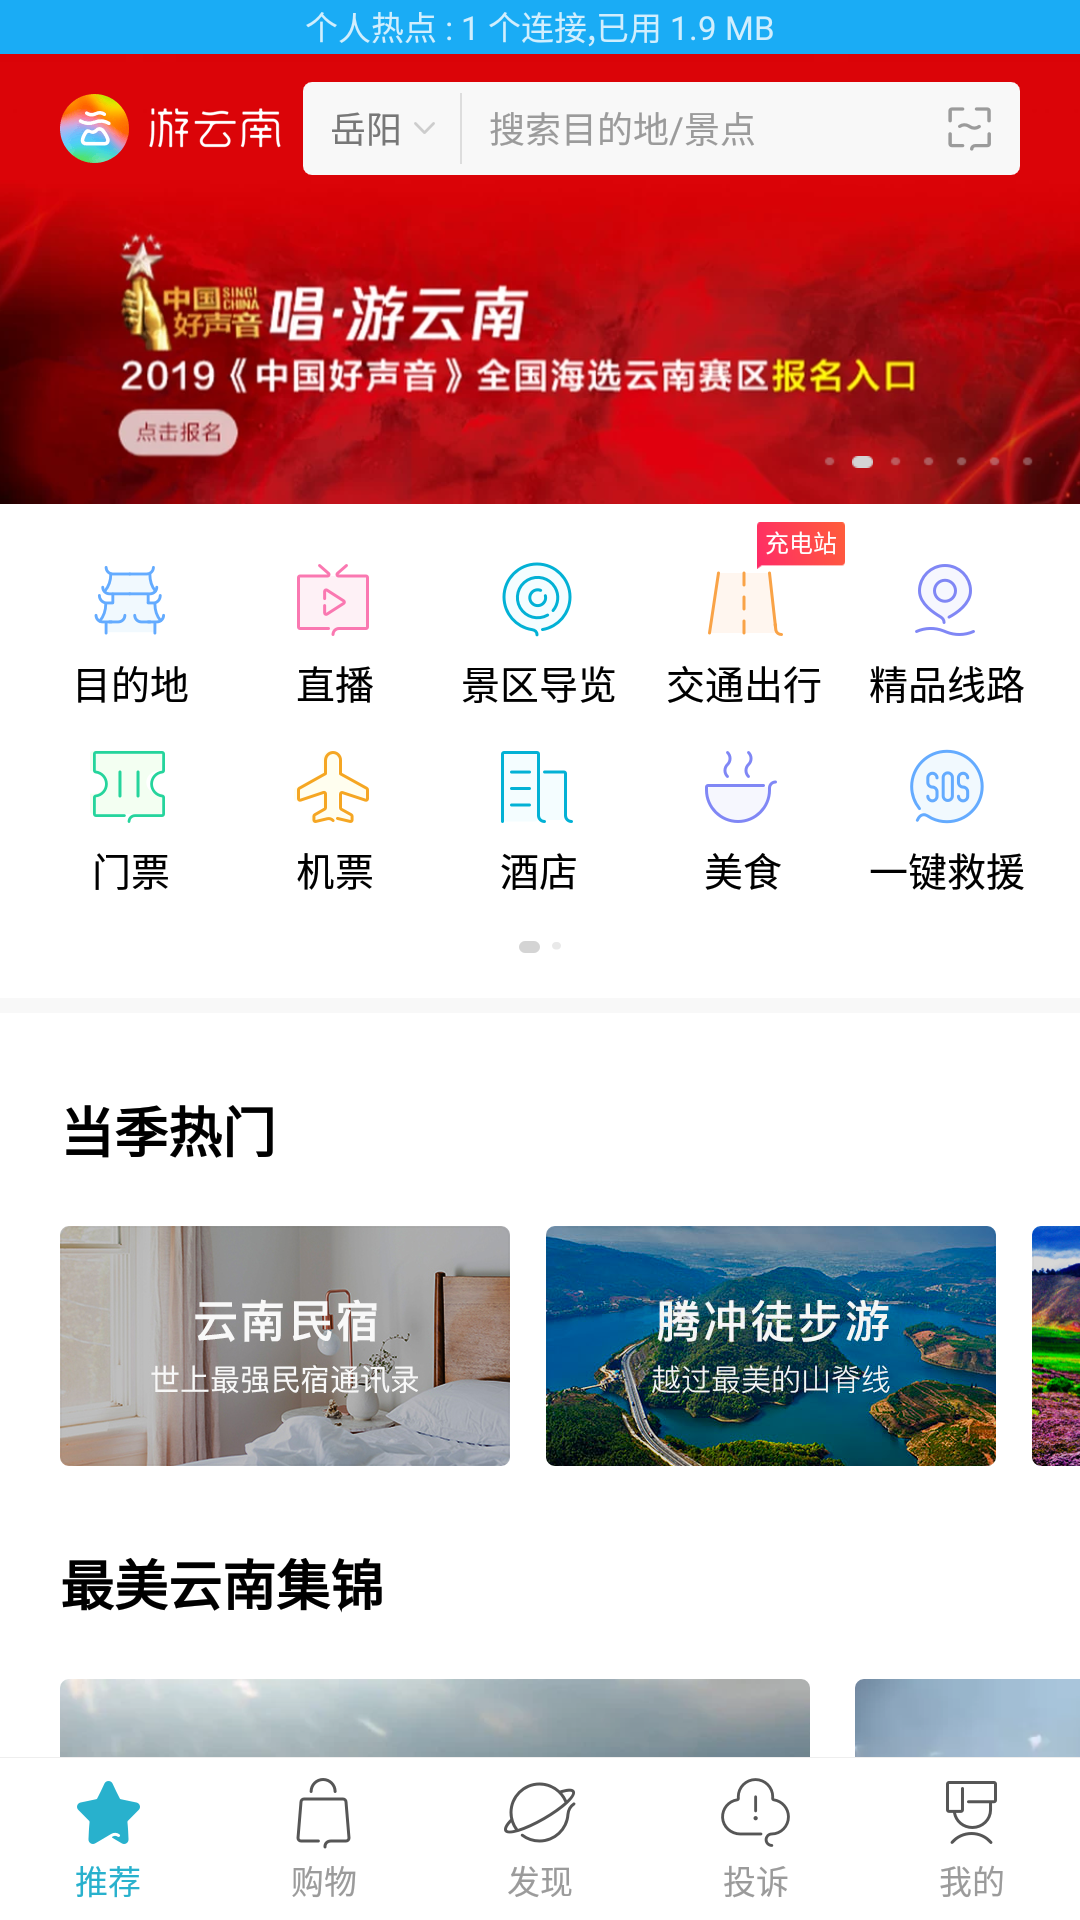 个人热点 : 1 个连接,已用 1.9 MB
游云南 岳阳 搜索目的地/景点
中国好声音 SING! CHINA 唱·游云南
2019《中国好声音》全国海选云南赛区报名入口
点击报名
充电站
目的地 直播 景区导览 交通出行 精品线路
SOS
门票 机票 酒店 美食 一键救援
当季热门
云南民宿 腾冲徒步游
世上最强民宿通讯录 越过最美的山脊线
最美云南集锦
推荐 购物 发现 投诉 我的